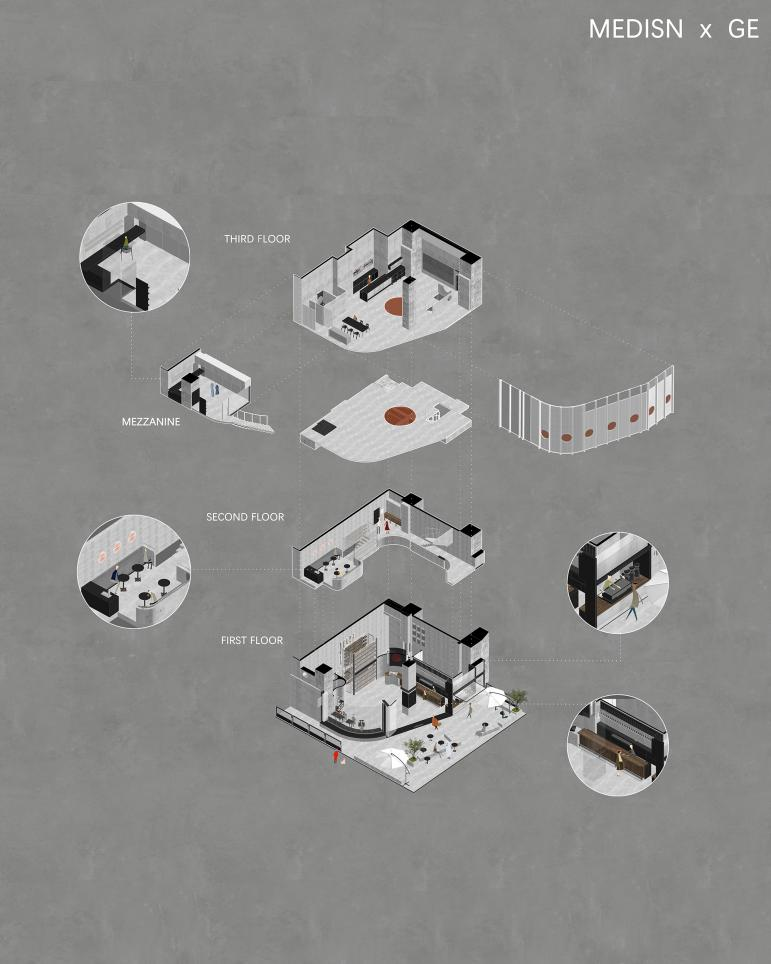 MEDISN x GE
THIRD FLOOR
MEZZANINE
SECOND FLOOR
FIRST FLOOR